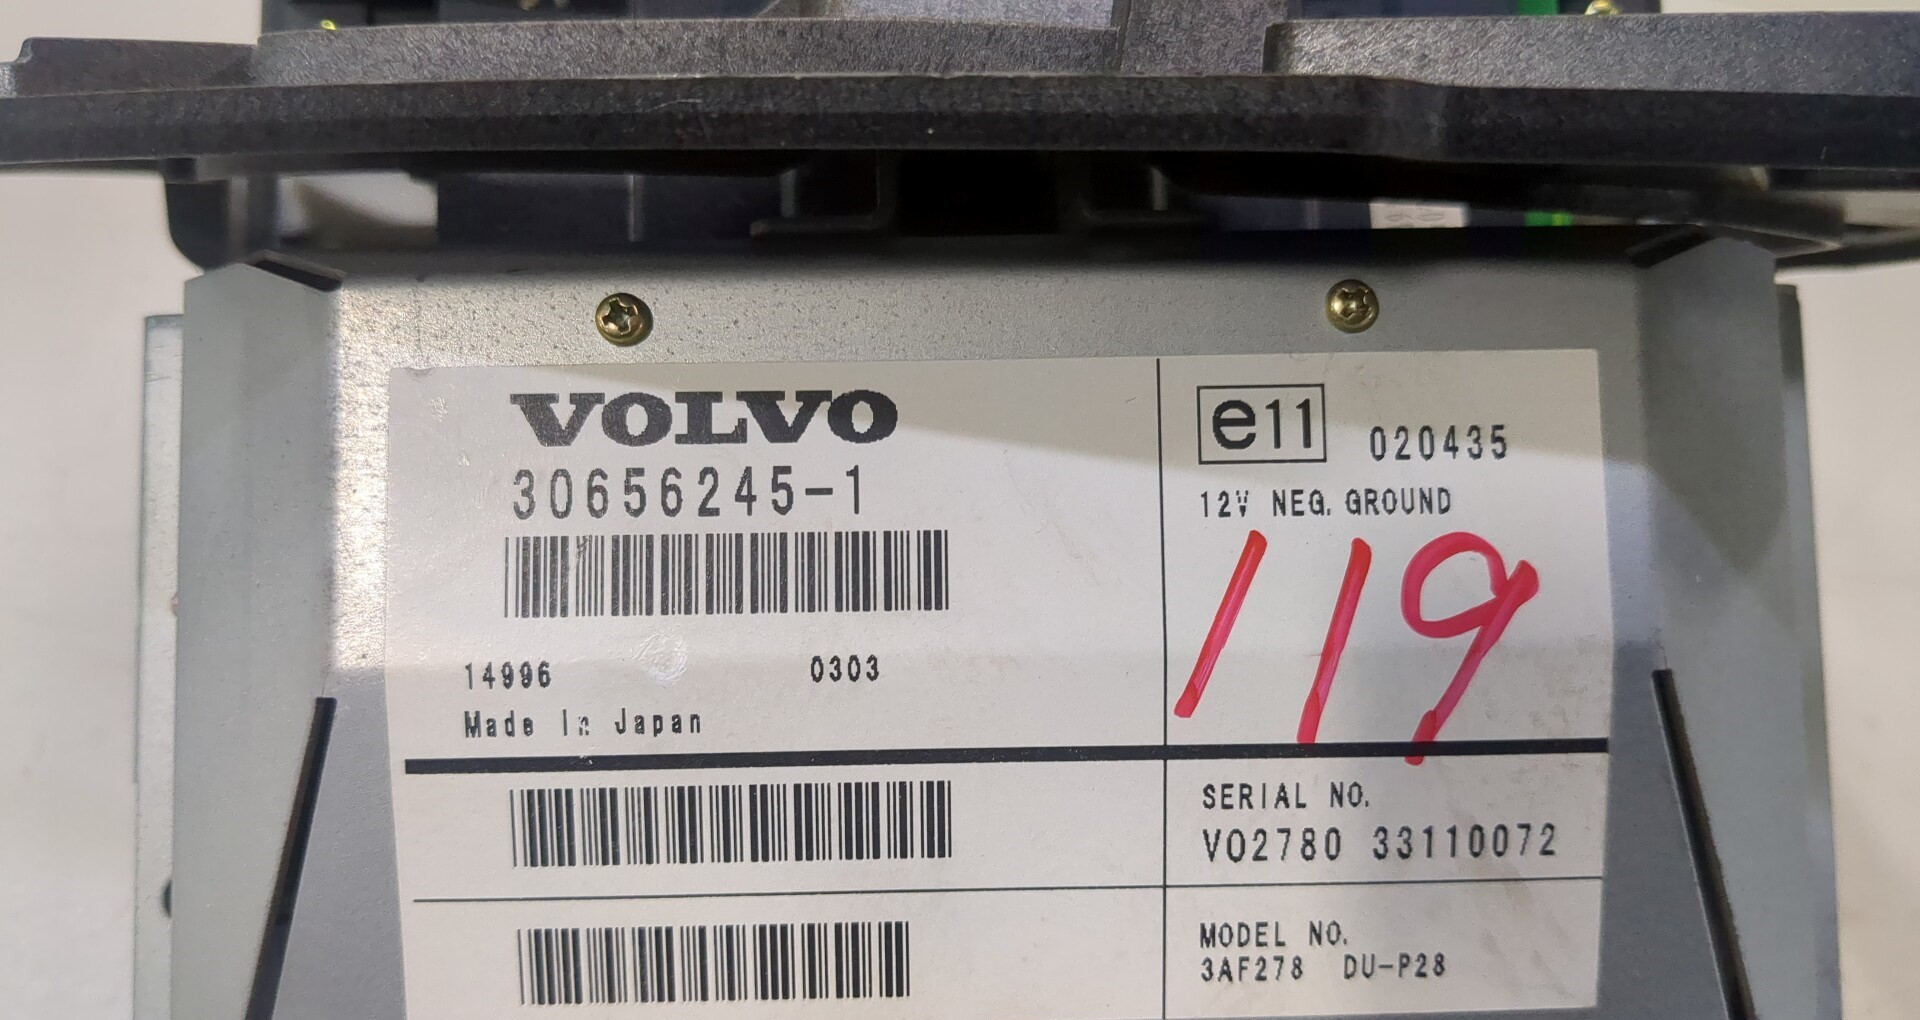 VOLVO
30656245-1
14996 0303
Made In Japan
e11 020435
12V NEG. GROUND
119
SERIAL NO.
VO2780 33110072
MODEL NO.
3AF278 DU-P28